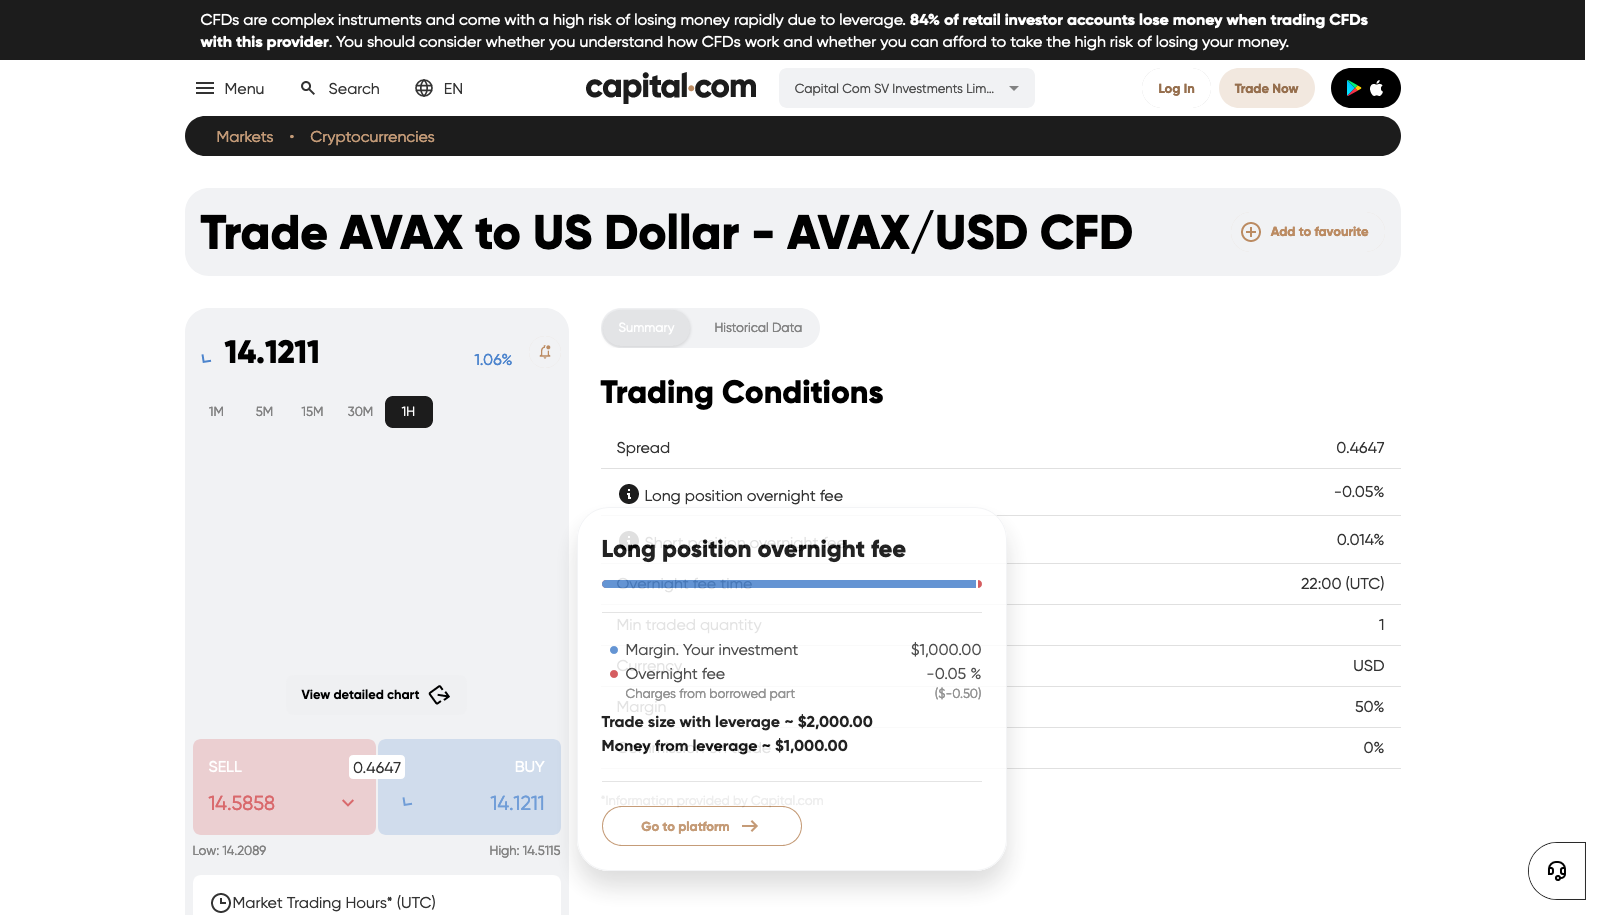 CFDs are complex instruments and come with a high risk of losing money rapidly due to leverage. 84% of retail investor accounts lose money when trading CFDs
with this provider. You should consider whether you understand how CFDs work and whether you can afford to take the high risk of losing your money.
Menu Search EN capital.com Capital Com SV Investments Lim... Log In Trade Now
Markets • Cryptocurrencies
Trade AVAX to US Dollar - AVAX/USD CFD Add to favourite
14.1211 1.06%
1M 5M 15M 30M 1H
View detailed chart
SELL 0.4647 BUY
14.5858 14.1211
Low: 14.2089 High: 14.5115
Market Trading Hours* (UTC)
Summary Historical Data
Trading Conditions
Spread 0.4647
Long position overnight fee -0.05%
Short position overnight fee 0.014%
Overnight fee time 22:00 (UTC)
Min traded quantity 1
Currency USD
Margin 50%
0%
Long position overnight fee
Margin. Your investment $1,000.00
Overnight fee -0.05 %
Charges from borrowed part ($-0.50)
Trade size with leverage ~ $2,000.00
Money from leverage ~ $1,000.00
*Information provided by Capital.com
Go to platform